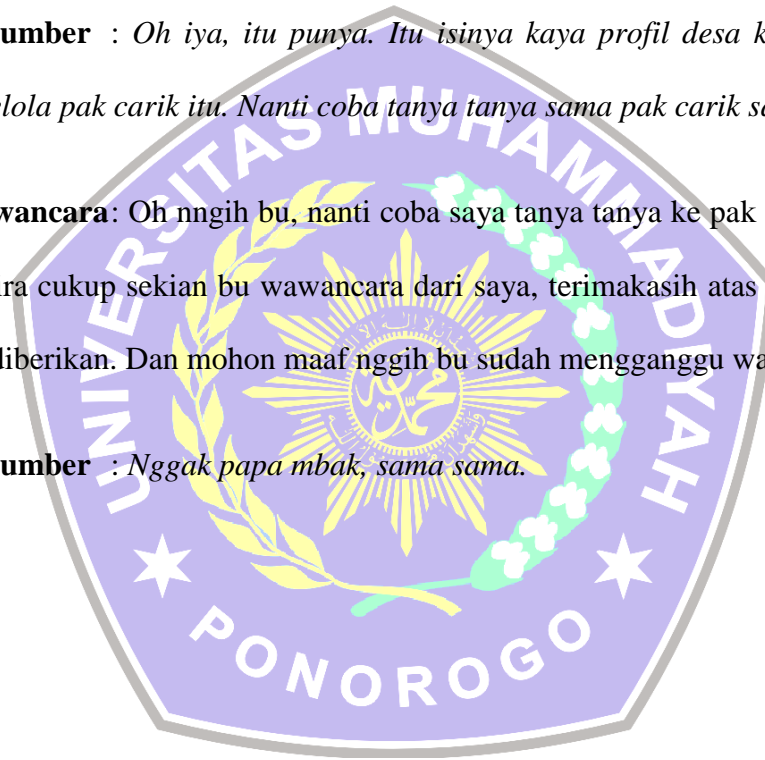 umber : Oh iya, itu punya. Itu isinya kaya profil desa k
lola pak carik itu. Nanti coba tanya tanya sama pak carik sa
wancara: Oh nngih bu, nanti coba saya tanya tanya ke pak
ra cukup sekian bu wawancara dari saya, terimakasih atas
diberikan. Dan mohon maaf nggih bu sudah mengganggu wa
umber : Nggak papa mbak, sama sama.
UNIVERSITAS MUHAMMADIYAH
PONOROGO